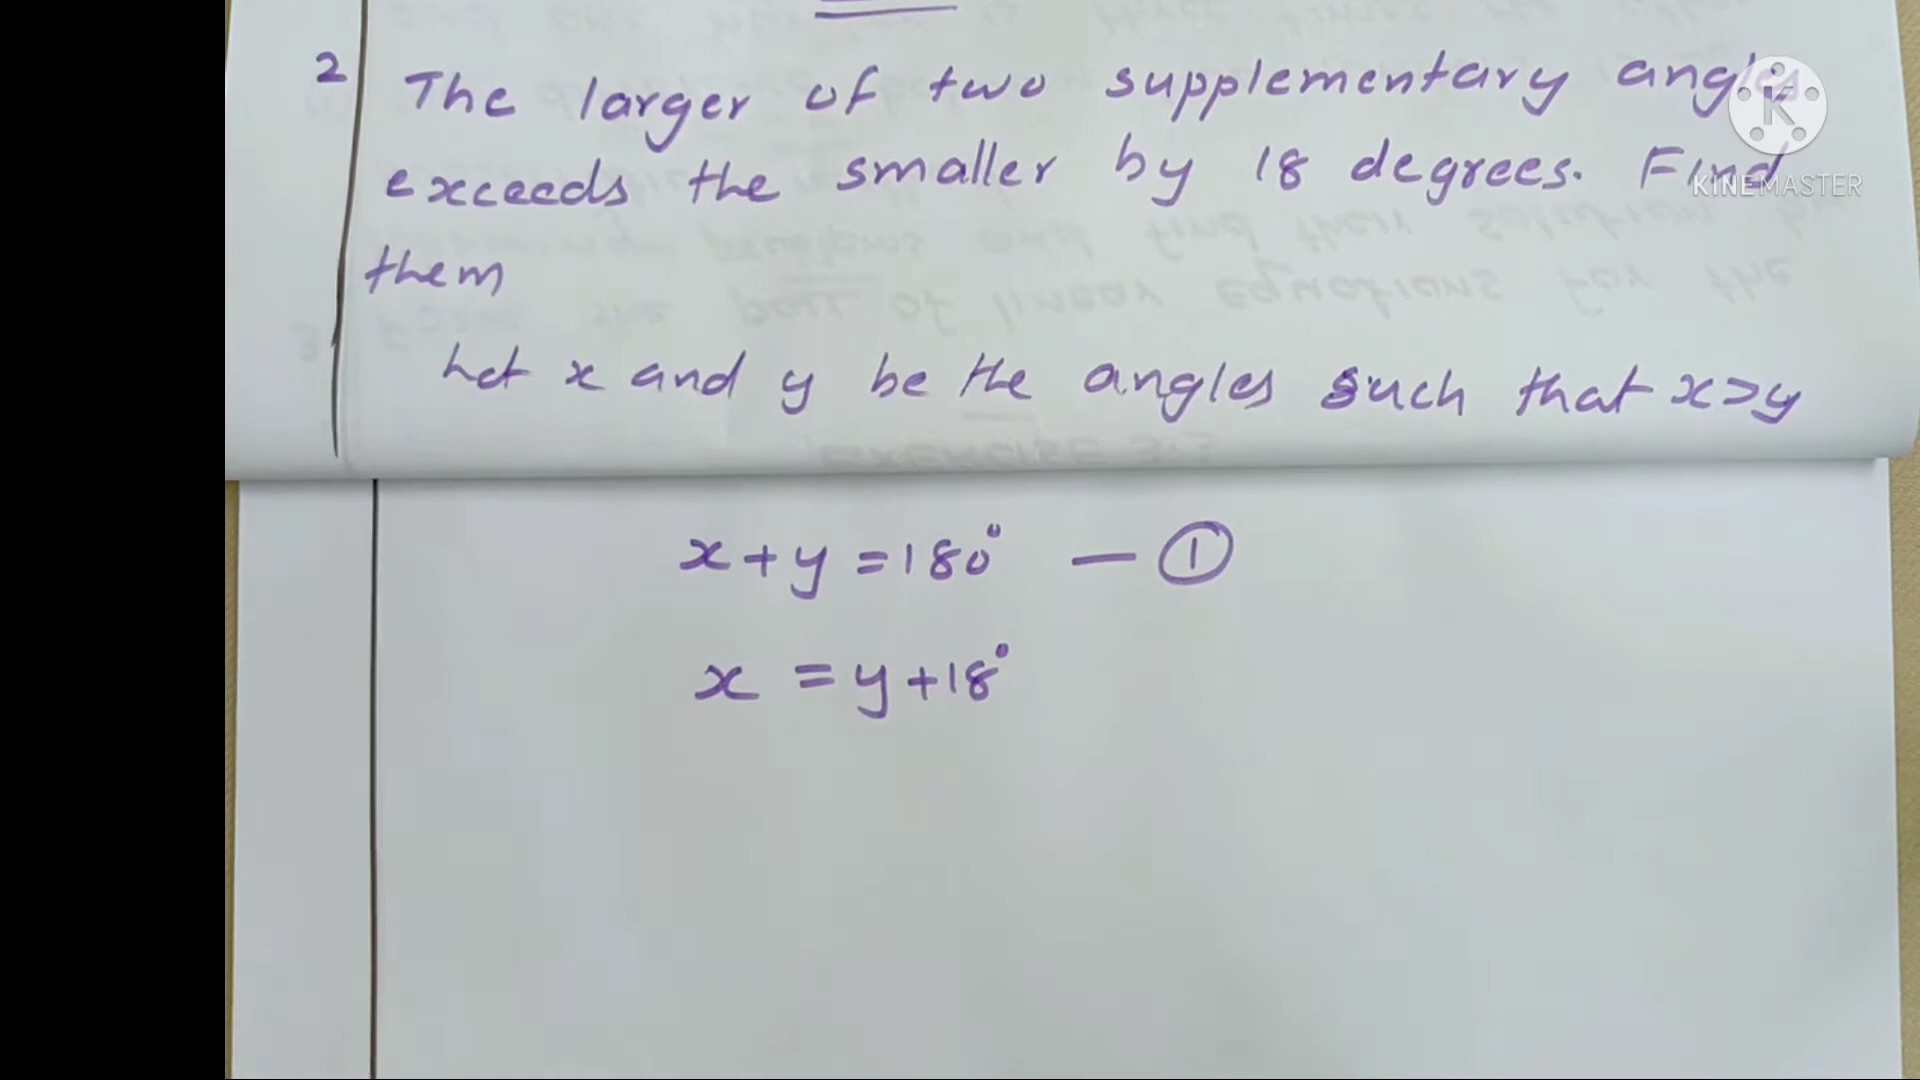 2 The larger of two supplementary angles
exceeds the smaller by 18 degrees. Find
them
Let x and y be the angles such that x>y
x+y=180° — ①
x = y+18°
K
KINEMASTER